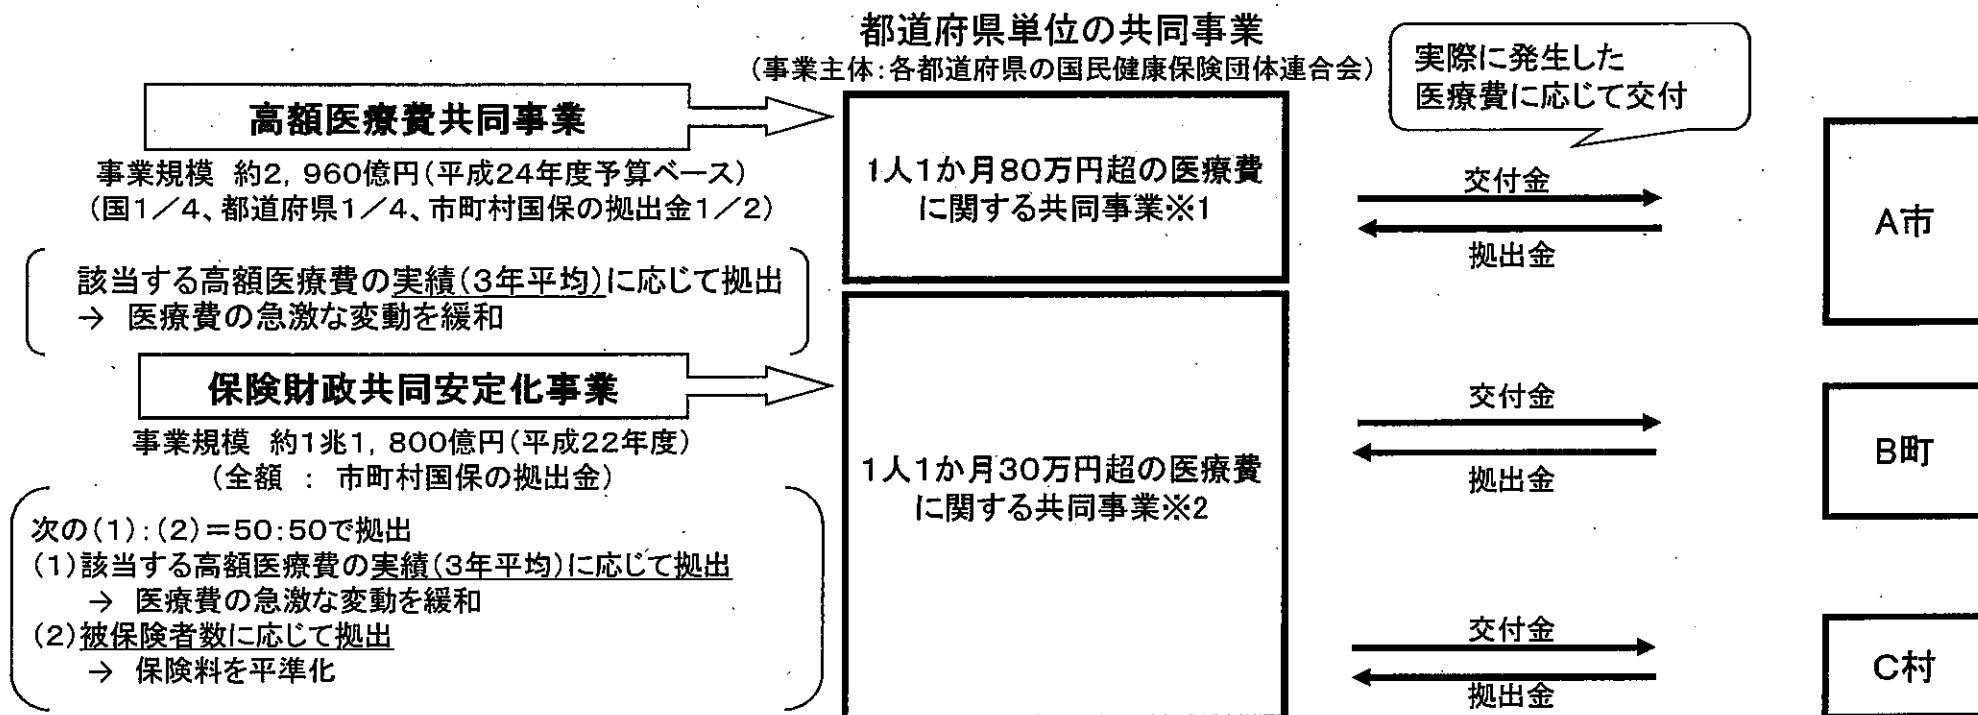 都道府県単位の共同事業
（事業主体：各都道府県の国民健康保険団体連合会）
実際に発生した
医療費に応じて交付
高額医療費共同事業
事業規模 約2，960億円（平成24年度予算ベース）
（国1／4、都道府県1／4、市町村国保の拠出金1／2）
該当する高額医療費の実績（3年平均）に応じて拠出
→ 医療費の急激な変動を緩和
1人1か月80万円超の医療費
に関する共同事業※1
交付金
拠出金
A市
保険財政共同安定化事業
事業規模 約1兆1，800億円（平成22年度）
（全額 ： 市町村国保の拠出金）
次の(1)：(2)＝50：50で拠出
(1)該当する高額医療費の実績（3年平均）に応じて拠出
→ 医療費の急激な変動を緩和
(2)被保険者数に応じて拠出
→ 保険料を平準化
1人1か月30万円超の医療費
に関する共同事業※2
交付金
拠出金
B町
交付金
拠出金
C村